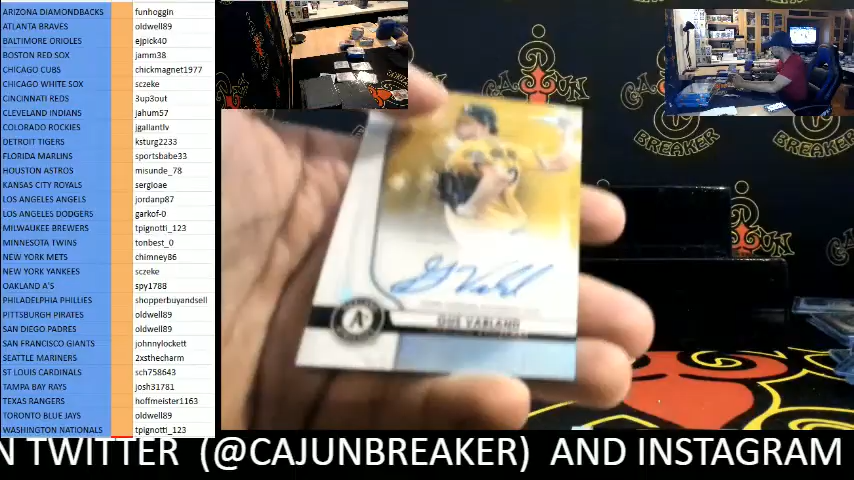 ARIZONA DIAMONDBACKS funhoggin
ATLANTA BRAVES oldwell89
BALTIMORE ORIOLES ejpick40
BOSTON RED SOX jamm38
CHICAGO CUBS chickmagnet1977
CHICAGO WHITE SOX sczeke
CINCINNATI REDS 3up3out
CLEVELAND INDIANS jahum57
COLORADO ROCKIES jgallantlv
DETROIT TIGERS ksturg2233
FLORIDA MARLINS sportsbabe33
HOUSTON ASTROS misunde_78
KANSAS CITY ROYALS sergioae
LOS ANGELES ANGELS jordanp87
LOS ANGELES DODGERS garkof-0
MILWAUKEE BREWERS tpignotti_123
MINNESOTA TWINS tonbest_0
NEW YORK METS chimney86
NEW YORK YANKEES sczeke
OAKLAND A'S spy1788
PHILADELPHIA PHILLIES shopperbuyandsell
PITTSBURGH PIRATES oldwell89
SAN DIEGO PADRES oldwell89
SAN FRANCISCO GIANTS johnnylockett
SEATTLE MARINERS 2xsthecharm
ST LOUIS CARDINALS sch758643
TAMPA BAY RAYS josh31781
TEXAS RANGERS hoffmeister1163
TORONTO BLUE JAYS oldwell89
WASHINGTON NATIONALS tpignotti_123
A's
GUS VARLAND
BREAKER
BREAKER
N TWITTER (@CAJUNBREAKER) AND INSTAGRAM